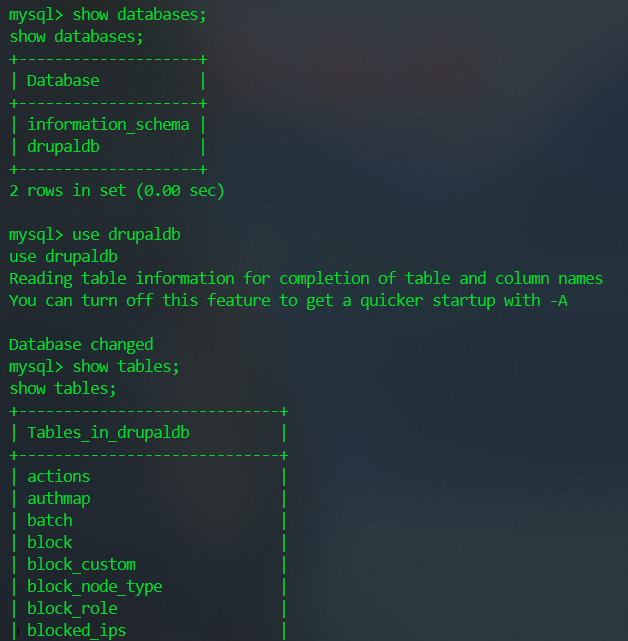 mysql> show databases;
show databases;
+--------------------+
| Database           |
+--------------------+
| information_schema |
| drupaldb           |
+--------------------+
2 rows in set (0.00 sec)
mysql> use drupaldb
use drupaldb
Reading table information for completion of table and column names
You can turn off this feature to get a quicker startup with -A
Database changed
mysql> show tables;
show tables;
+-----------------------------+
| Tables_in_drupaldb          |
+-----------------------------+
| actions                     |
| authmap                     |
| batch                       |
| block                       |
| block_custom                |
| block_node_type             |
| block_role                  |
| blocked_ips                 |